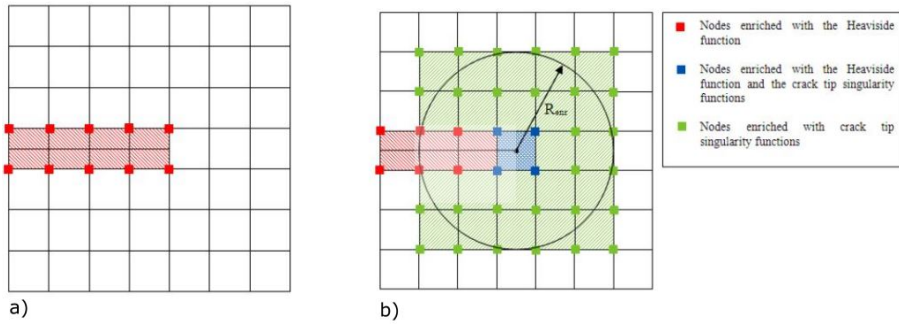 Nodes enriched with the Heaviside
function
Nodes enriched with the Heaviside
function and the crack tip singularity
functions
Nodes enriched with crack tip
singularity functions
Renr
a)
b)